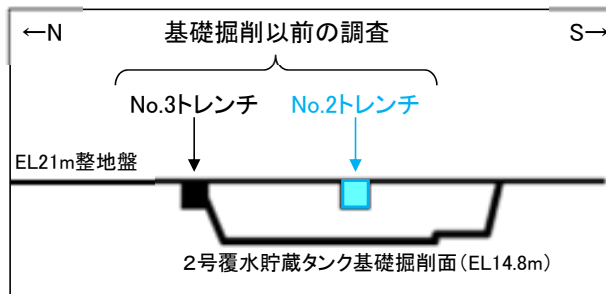 ←N 基礎掘削以前の調査 S→
No.3トレンチ No.2トレンチ
EL21m整地盤
2号覆水貯蔵タンク基礎掘削面(EL14.8m)